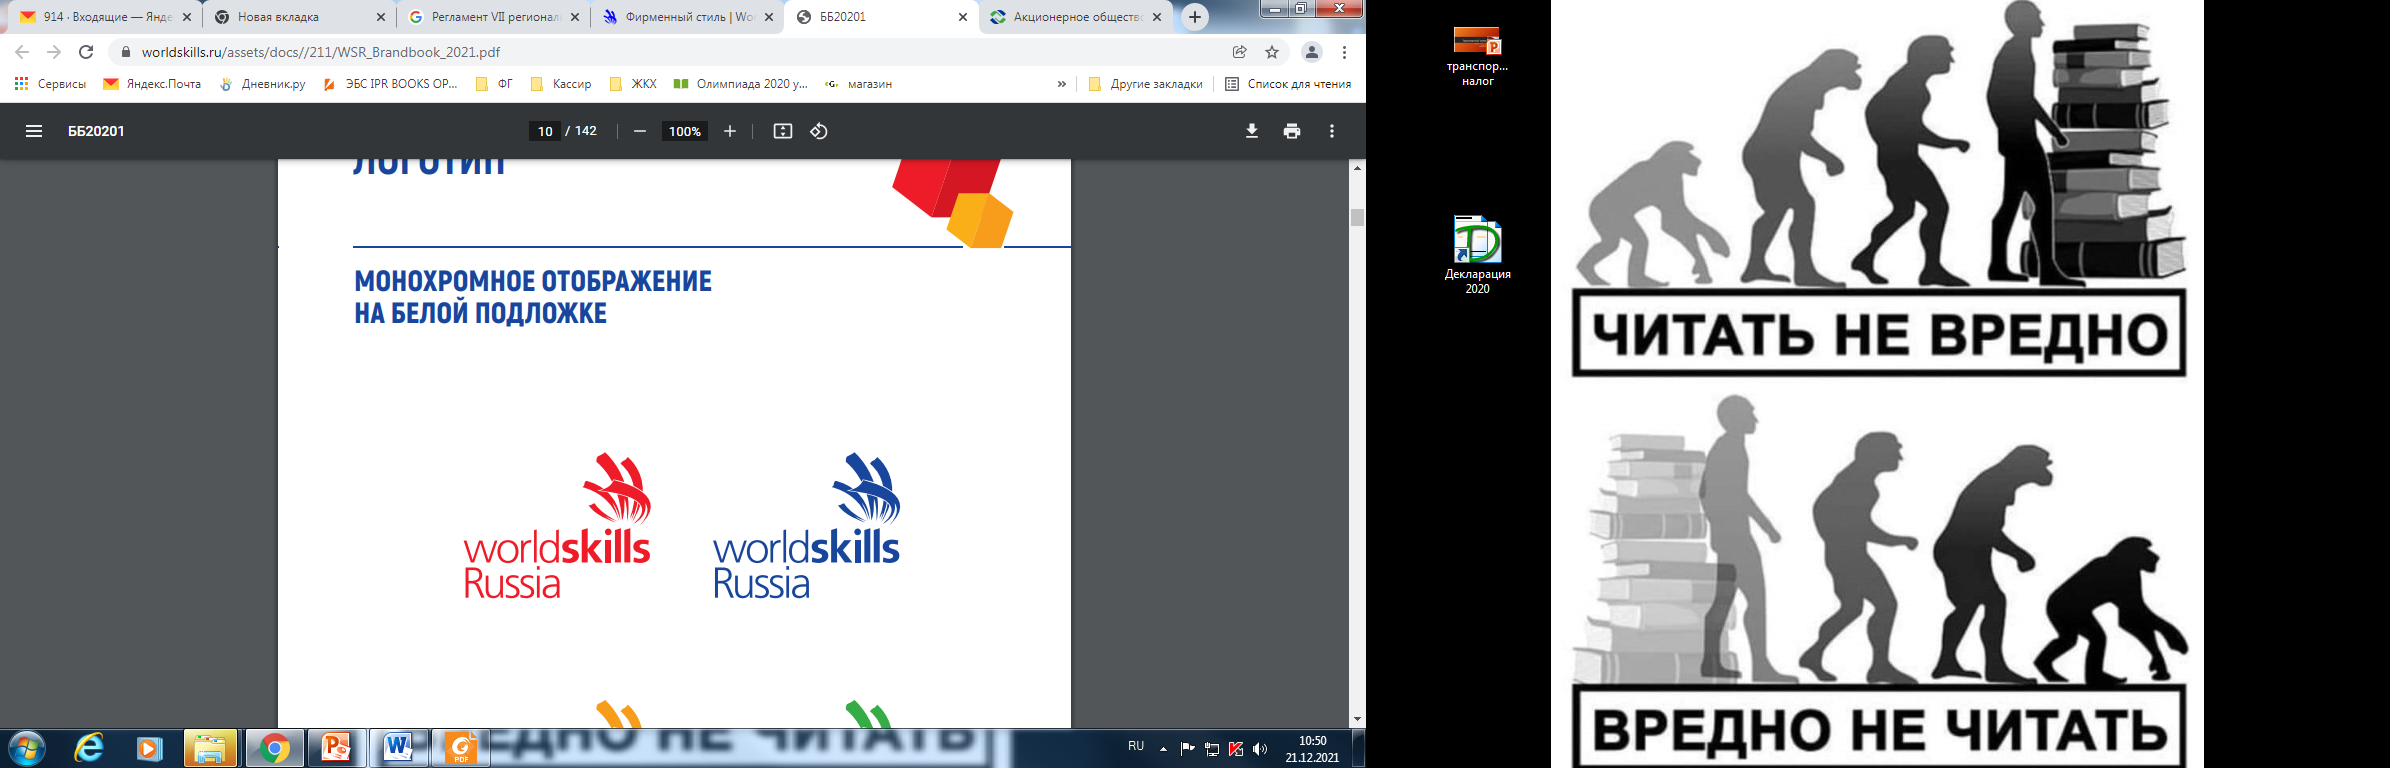 914 · Входящие — Янде
Новая вкладка
Регламент VII регионал
Фирменный стиль | Wo
ББ20201
Акционерное обществ
worldskills.ru/assets/docs//211/WSR_Brandbook_2021.pdf
Сервисы
Яндекс.Почта
Дневник.ру
ЭБС IPR BOOKS OP...
ФГ
Кассир
ЖКХ
Олимпиада 2020 у...
магазин
»
Другие закладки
Список для чтения
ББ20201
10 / 142
100%
ЛОГОТИП
МОНОХРОМНОЕ ОТОБРАЖЕНИЕ
НА БЕЛОЙ ПОДЛОЖКЕ
worldskills
Russia
worldskills
Russia
RU
10:50
21.12.2021
транспор...
налог
Декларация
2020
ЧИТАТЬ НЕ ВРЕДНО
ВРЕДНО НЕ ЧИТАТЬ